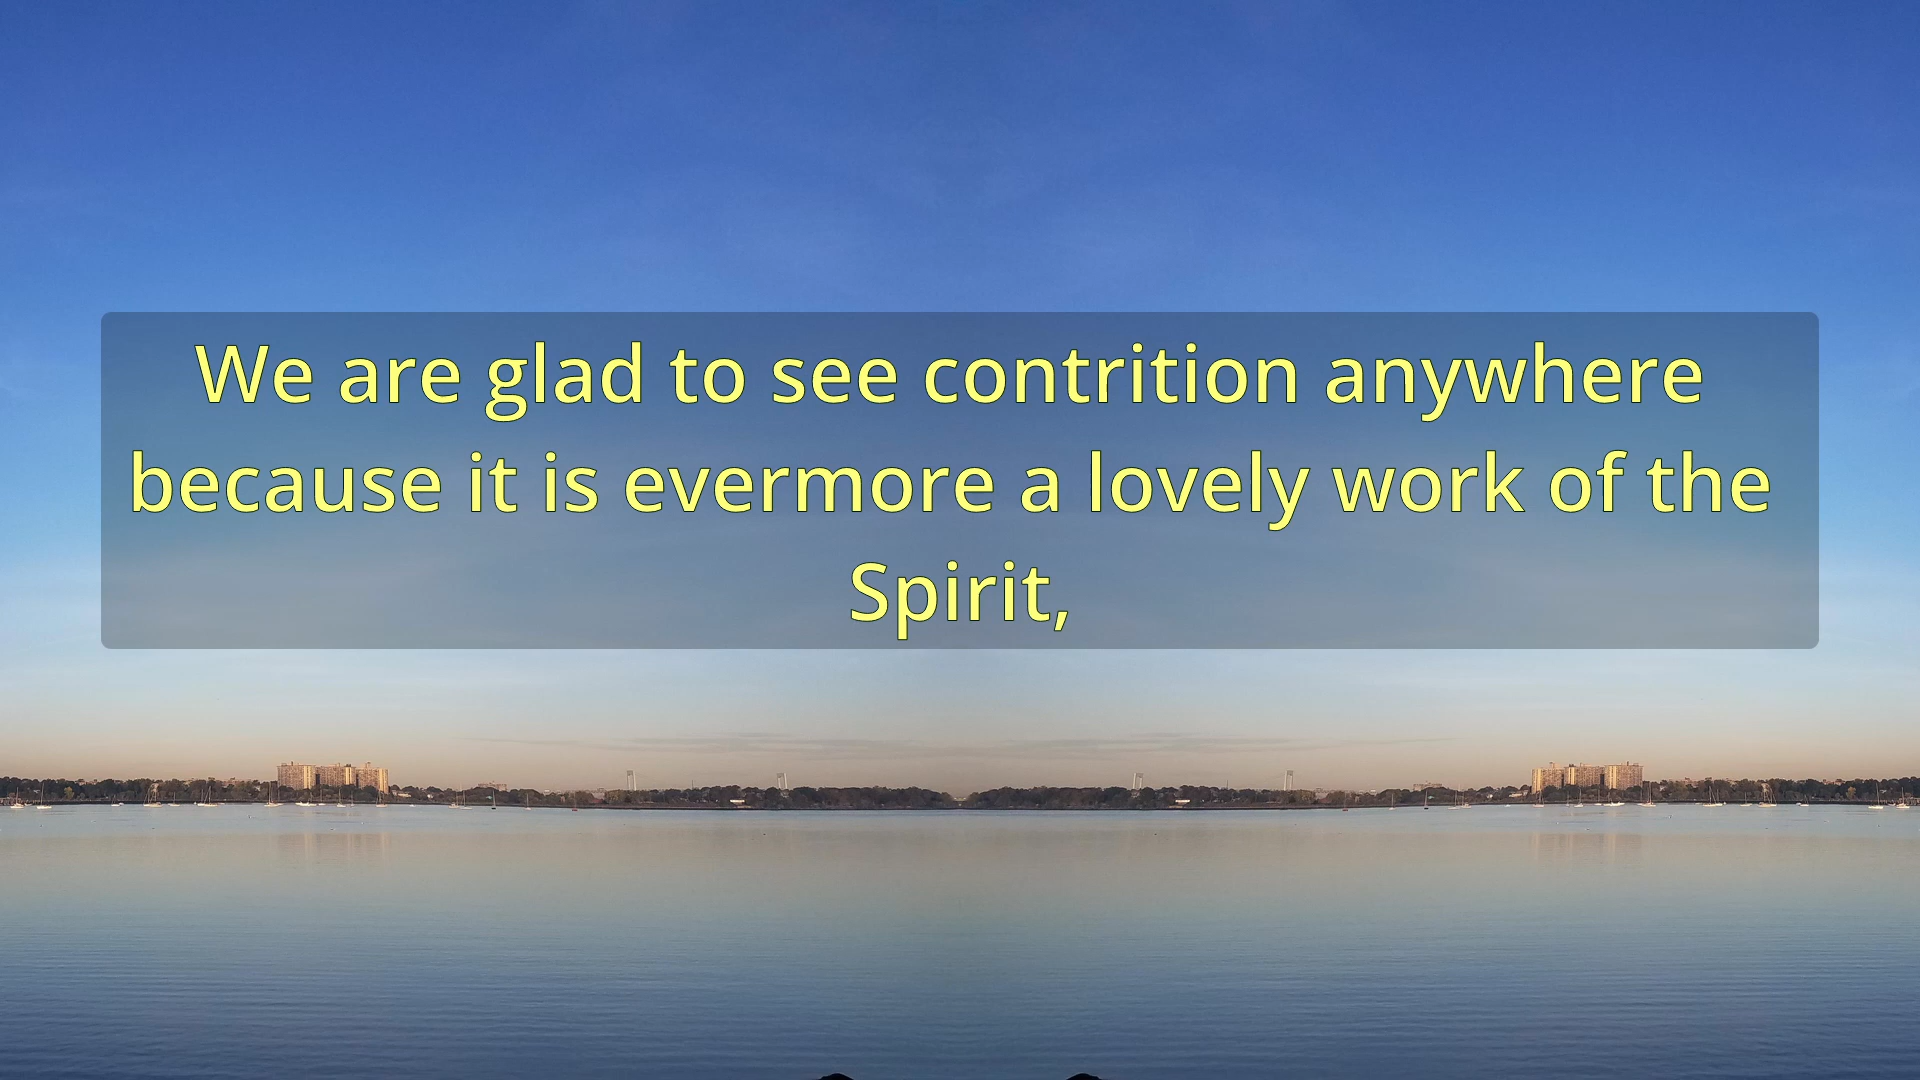 We are glad to see contrition anywhere
because it is evermore a lovely work of the
Spirit,